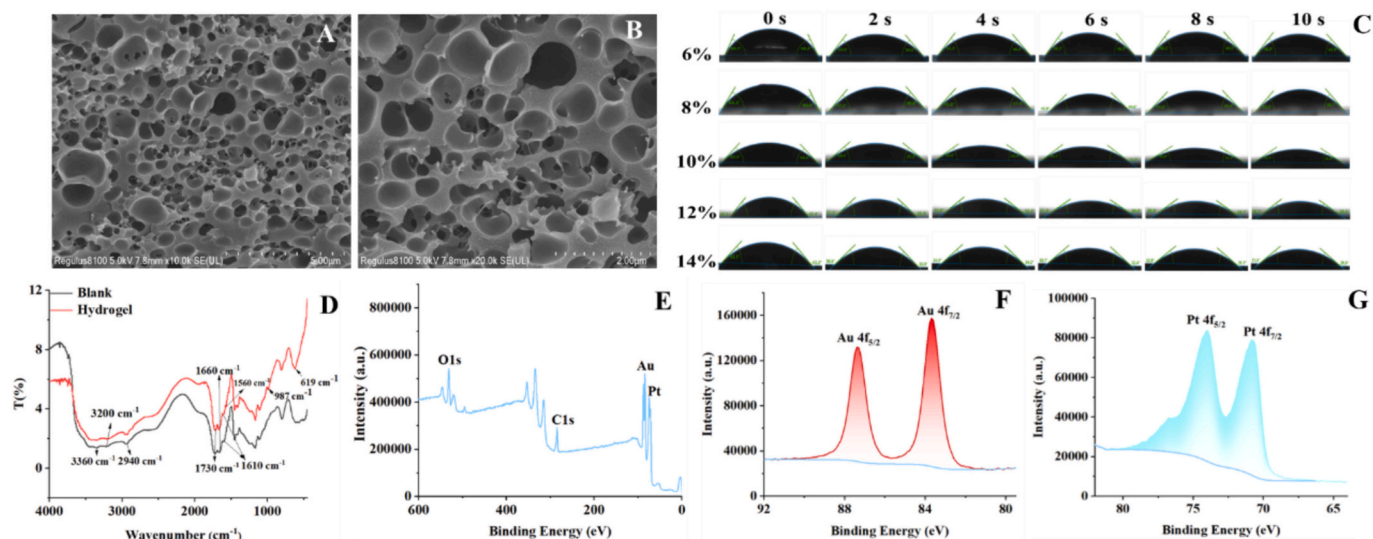 A
Regulus8100 5.0kV 7.8mm x10.0k SE(UL) 5.00µm
B
Regulus8100 5.0kV 7.8mm x20.0k SE(UL) 2.00µm
C
0 s 2 s 4 s 6 s 8 s 10 s
6%
8%
10%
12%
14%
D
Blank
Hydrogel
T(%)
12
8
4
0
1660 cm⁻¹
1560 cm⁻¹
619 cm⁻¹
987 cm⁻¹
3200 cm⁻¹
3360 cm⁻¹
2940 cm⁻¹
1730 cm⁻¹
1610 cm⁻¹
4000 3000 2000 1000
Wavenumber (cm⁻¹)
E
Intensity (a.u.)
800000
600000
400000
200000
0
O1s
C1s
Au
Pt
600 400 200 0
Binding Energy (eV)
F
Intensity (a.u.)
160000
120000
80000
40000
0
Au 4f5/2
Au 4f7/2
92 88 84 80
Binding Energy (eV)
G
Intensity (a.u.)
100000
80000
60000
40000
20000
0
Pt 4f5/2
Pt 4f7/2
80 75 70 65
Binding Energy (eV)